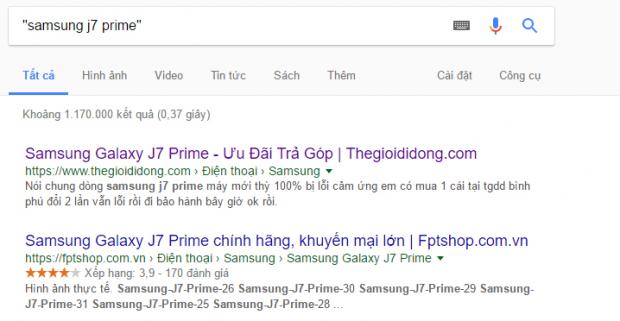 "samsung j7 prime"
Tất cả Hình ảnh Video Tin tức Sách Thêm Cài đặt Công cụ
Khoảng 1.170.000 kết quả (0,37 giây)
Samsung Galaxy J7 Prime - Ưu Đãi Trả Góp | Thegioididong.com
https://www.thegioididong.com › Điện thoại › Samsung
Nói chung dòng samsung j7 prime máy mới thỳ 100% bị lỗi cảm ứng em có mua 1 cái tại tgdd bình
phú đổi 2 lần vẫn lỗi rồi đi bảo hành bây giờ ok rồi.
Samsung Galaxy J7 Prime chính hãng, khuyến mại lớn | Fptshop.com.vn
https://fptshop.com.vn › Điện thoại › Samsung › Samsung Galaxy J7 Prime
Xếp hạng: 3,9 - 170 đánh giá
Hình ảnh thực tế. Samsung-J7-Prime-26 Samsung-J7-Prime-30 Samsung-J7-Prime-29 Samsung-
J7-Prime-31 Samsung-J7-Prime-25 Samsung-J7-Prime-28 ...